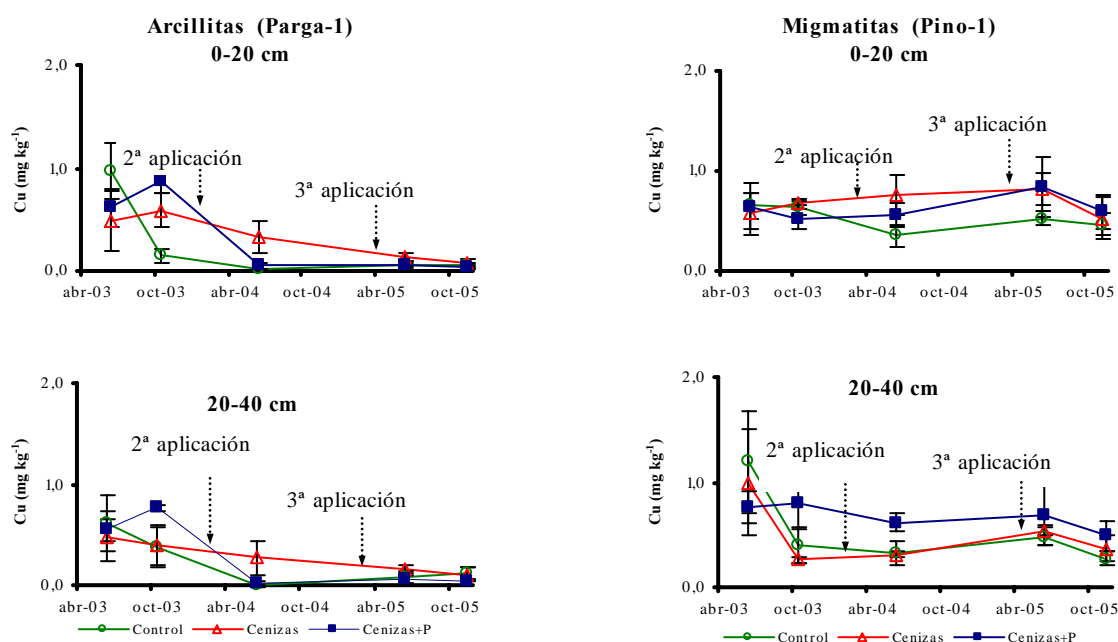 Arcillitas (Parga-1)
0-20 cm
2,0
1,0
0,0
Cu (mg kg-1)
2ª aplicación
3ª aplicación
abr-03 oct-03 abr-04 oct-04 abr-05 oct-05
Migmatitas (Pino-1)
0-20 cm
2,0
1,0
0,0
Cu (mg kg-1)
2ª aplicación
3ª aplicación
abr-03 oct-03 abr-04 oct-04 abr-05 oct-05
20-40 cm
2,0
1,0
0,0
Cu (mg kg-1)
2ª aplicación
3ª aplicación
abr-03 oct-03 abr-04 oct-04 abr-05 oct-05
Control Cenizas Cenizas+P
20-40 cm
2,0
1,0
0,0
Cu (mg kg-1)
2ª aplicación
3ª aplicación
abr-03 oct-03 abr-04 oct-04 abr-05 oct-05
Control Cenizas Cenizas+P